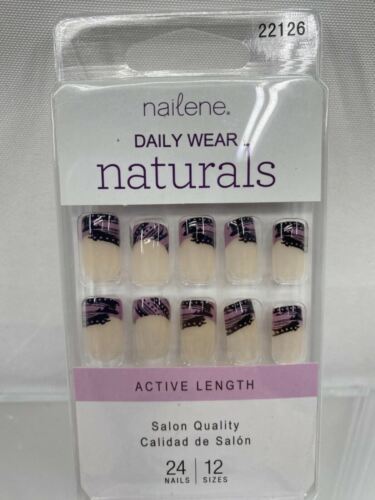 22126
nailene®
DAILY WEAR
naturals
ACTIVE LENGTH
Salon Quality
Calidad de Salón
24 | 12
NAILS SIZES